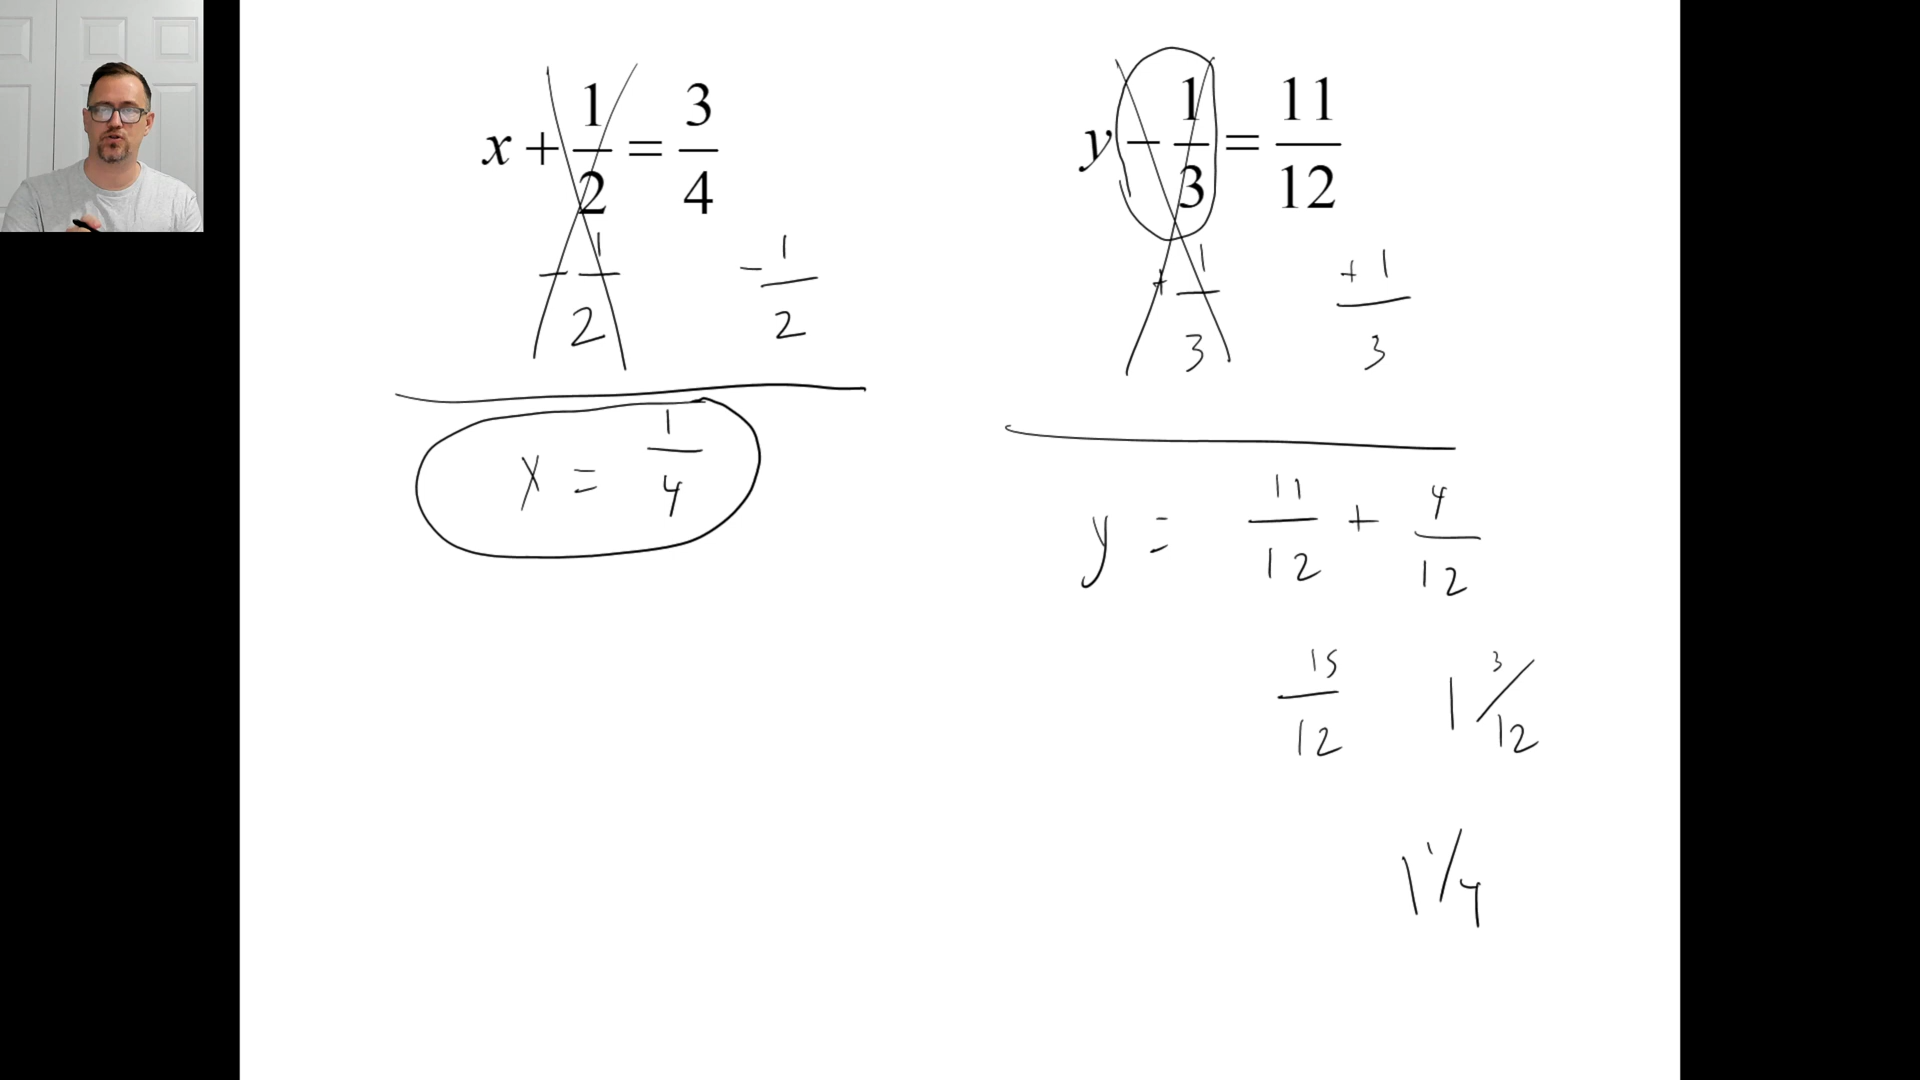 x + 1/2 = 3/4
- 1/2 - 1/2
x = 1/4
y - 1/3 = 11/12
+ 1/3 + 1/3
y = 11/12 + 4/12
15/12 1 3/12
1 1/4